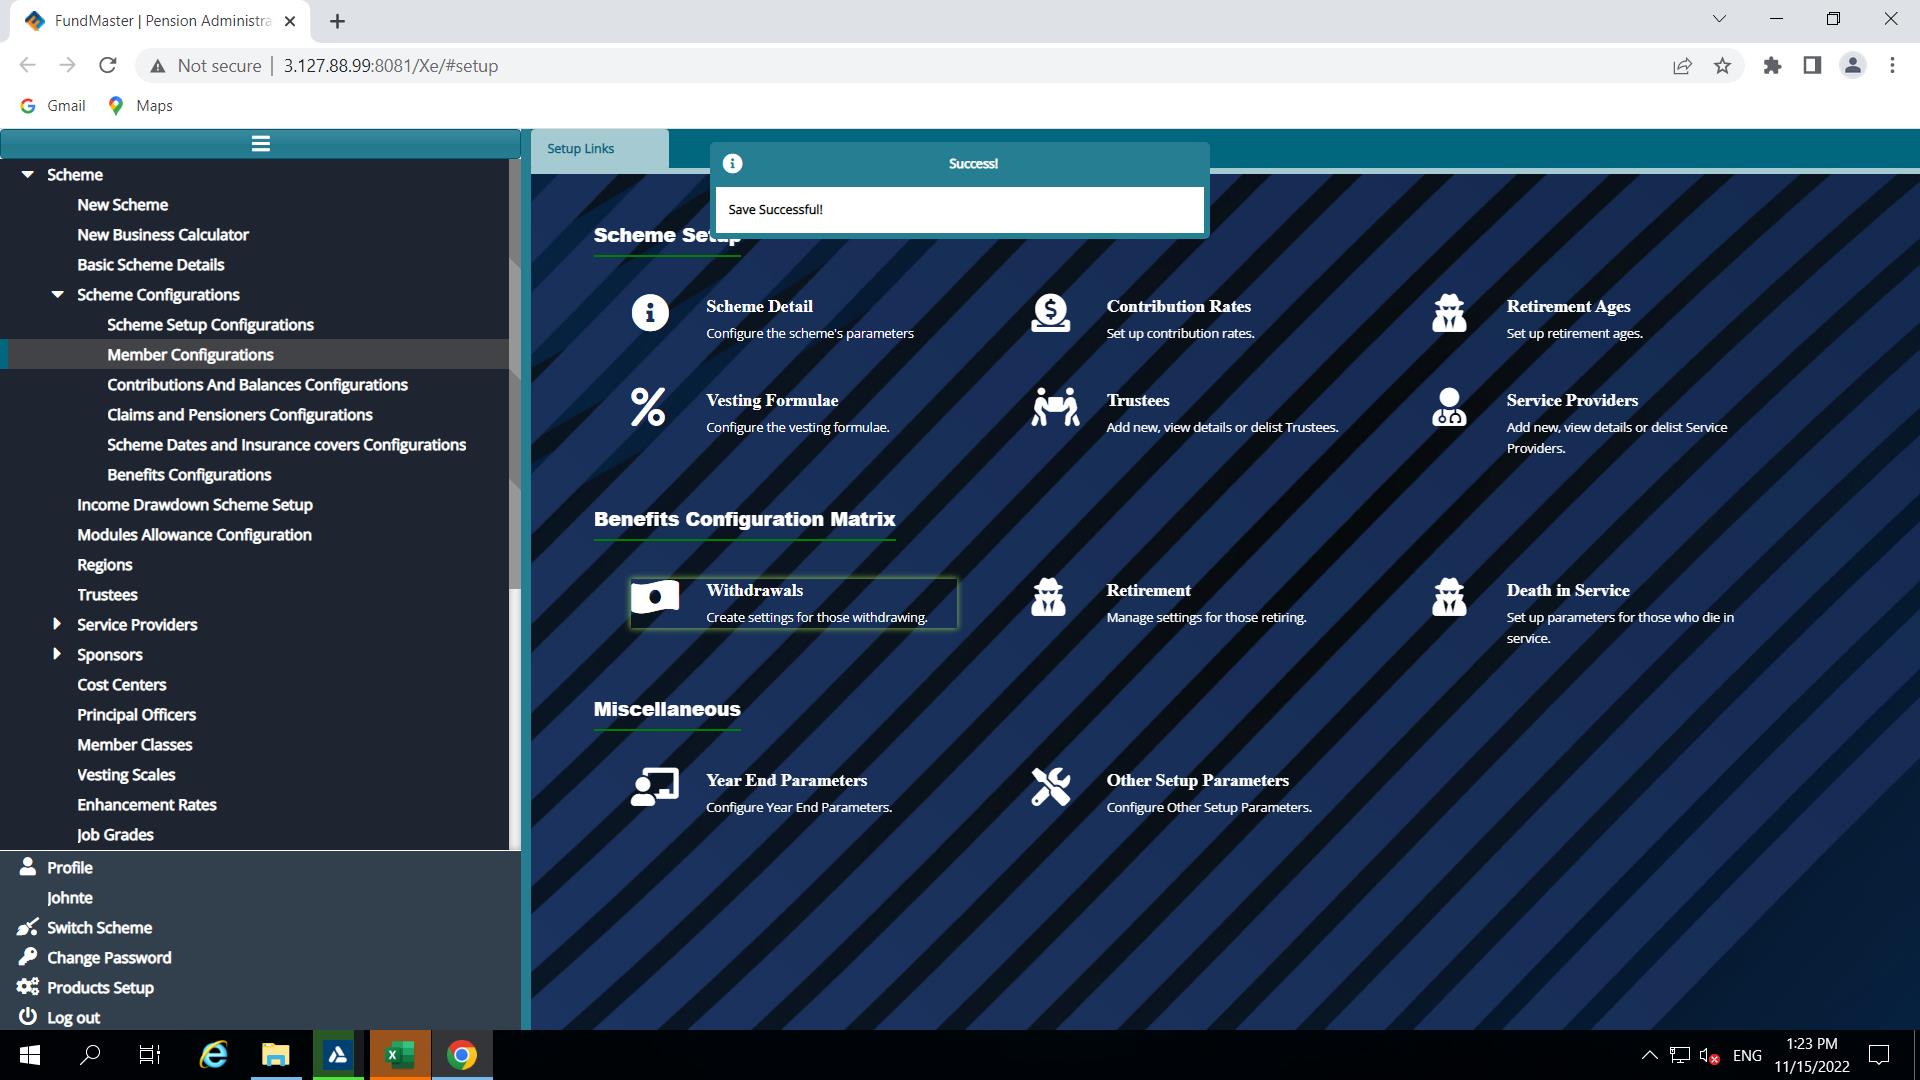 FundMaster | Pension Administra
Not secure
3.127.88.99:8081/Xe/#setup
Gmail
Maps
Scheme
New Scheme
New Business Calculator
Basic Scheme Details
Scheme Configurations
Scheme Setup Configurations
Member Configurations
Contributions And Balances Configurations
Claims and Pensioners Configurations
Scheme Dates and Insurance covers Configurations
Benefits Configurations
Income Drawdown Scheme Setup
Modules Allowance Configuration
Regions
Trustees
Service Providers
Sponsors
Cost Centers
Principal Officers
Member Classes
Vesting Scales
Enhancement Rates
Job Grades
Profile
Johnte
Switch Scheme
Change Password
Products Setup
Log out
Setup Links
Success!
Save Successful!
Scheme Setup
Scheme Detail
Configure the scheme's parameters
Contribution Rates
Set up contribution rates.
Retirement Ages
Set up retirement ages.
Vesting Formulae
Configure the vesting formulae.
Trustees
Add new, view details or delist Trustees.
Service Providers
Add new, view details or delist Service
Providers.
Benefits Configuration Matrix
Withdrawals
Create settings for those withdrawing.
Retirement
Manage settings for those retiring.
Death in Service
Set up parameters for those who die in
service.
Miscellaneous
Year End Parameters
Configure Year End Parameters.
Other Setup Parameters
Configure Other Setup Parameters.
ENG
1:23 PM
11/15/2022